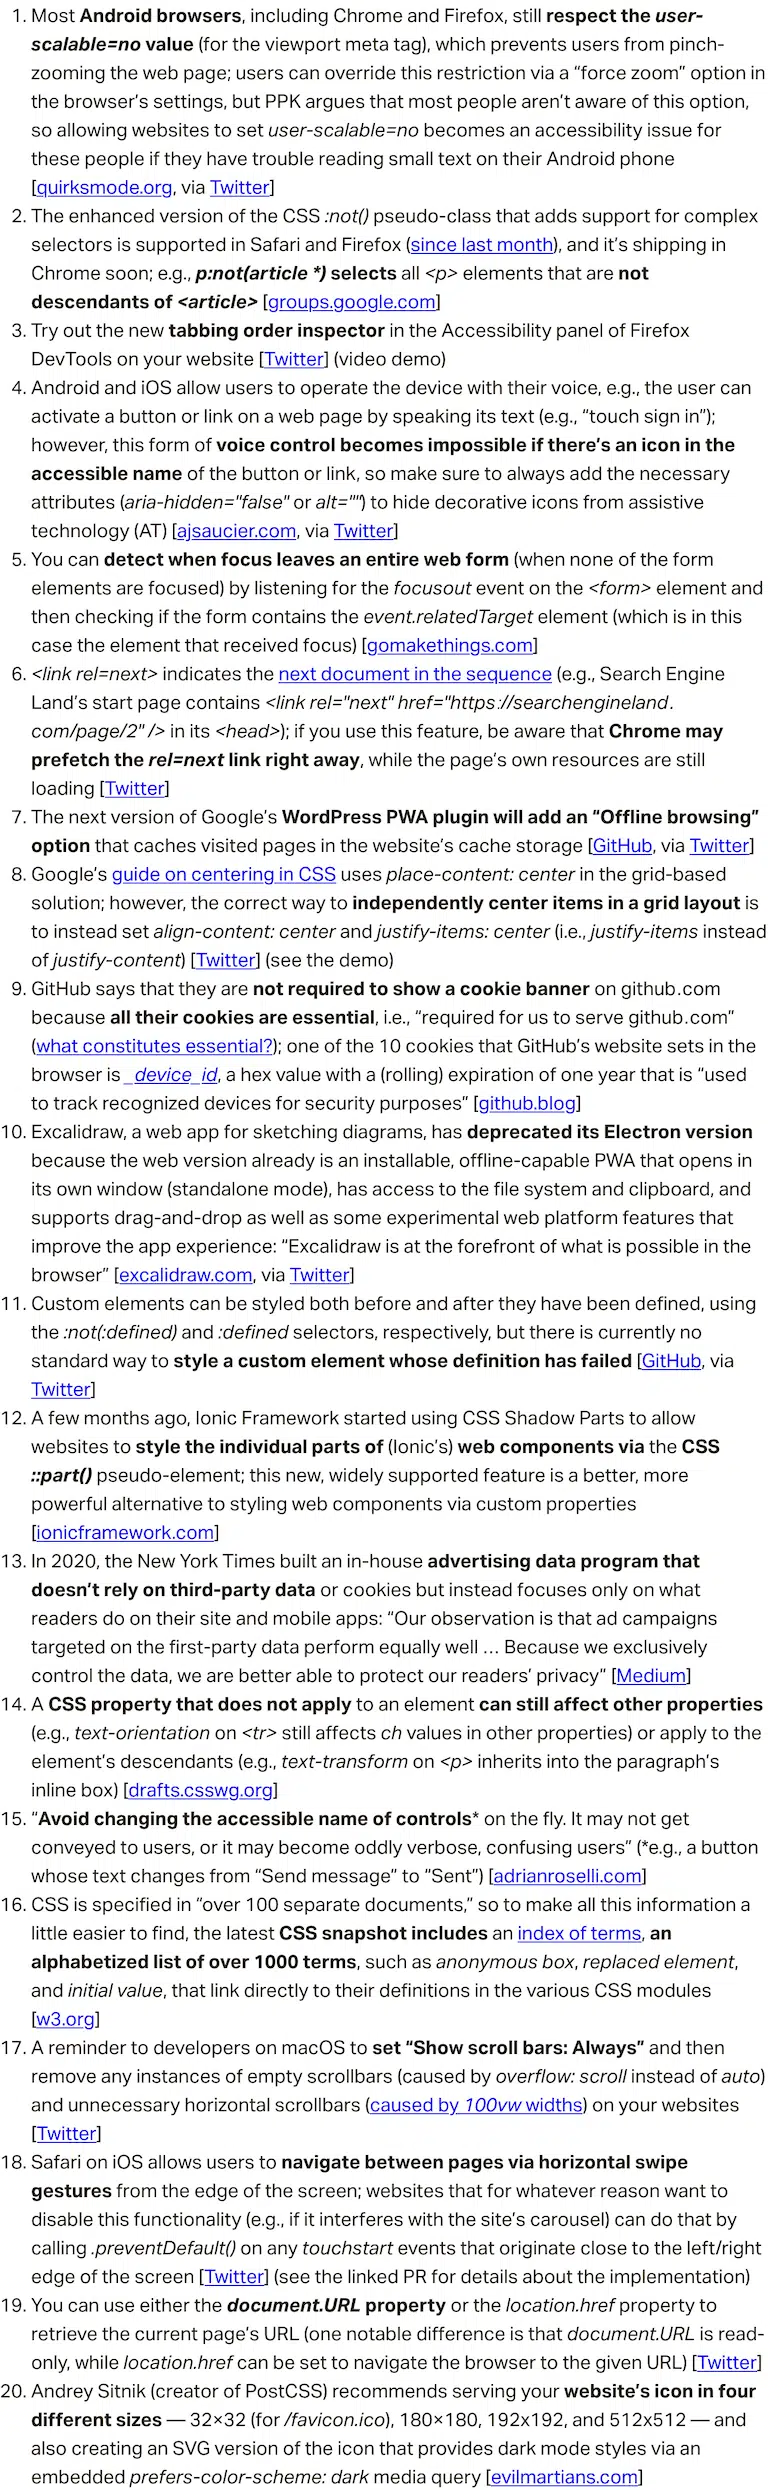 1. Most Android browsers, including Chrome and Firefox, still respect the user-
scalable=no value (for the viewport meta tag), which prevents users from pinch-
zooming the web page; users can override this restriction via a “force zoom” option in
the browser’s settings, but PPK argues that most people aren’t aware of this option,
so allowing websites to set user-scalable=no becomes an accessibility issue for
these people if they have trouble reading small text on their Android phone
[quirksmode.org, via Twitter]
2. The enhanced version of the CSS :not() pseudo-class that adds support for complex
selectors is supported in Safari and Firefox (since last month), and it’s shipping in
Chrome soon; e.g., p:not(article *) selects all <p> elements that are not
descendants of <article> [groups.google.com]
3. Try out the new tabbing order inspector in the Accessibility panel of Firefox
DevTools on your website [Twitter] (video demo)
4. Android and iOS allow users to operate the device with their voice, e.g., the user can
activate a button or link on a web page by speaking its text (e.g., “touch sign in”);
however, this form of voice control becomes impossible if there’s an icon in the
accessible name of the button or link, so make sure to always add the necessary
attributes (aria-hidden="false" or alt="") to hide decorative icons from assistive
technology (AT) [ajsaucier.com, via Twitter]
5. You can detect when focus leaves an entire web form (when none of the form
elements are focused) by listening for the focusout event on the <form> element and
then checking if the form contains the event.relatedTarget element (which is in this
case the element that received focus) [gomakethings.com]
6. <link rel=next> indicates the next document in the sequence (e.g., Search Engine
Land’s start page contains <link rel="next" href="https://searchengineland.
com/page/2" /> in its <head>); if you use this feature, be aware that Chrome may
prefetch the rel=next link right away, while the page’s own resources are still
loading [Twitter]
7. The next version of Google’s WordPress PWA plugin will add an “Offline browsing”
option that caches visited pages in the website’s cache storage [GitHub, via Twitter]
8. Google’s guide on centering in CSS uses place-content: center in the grid-based
solution; however, the correct way to independently center items in a grid layout is
to instead set align-content: center and justify-items: center (i.e., justify-items instead
of justify-content) [Twitter] (see the demo)
9. GitHub says that they are not required to show a cookie banner on github.com
because all their cookies are essential, i.e., “required for us to serve github.com”
(what constitutes essential?); one of the 10 cookies that GitHub’s website sets in the
browser is _device_id, a hex value with a (rolling) expiration of one year that is “used
to track recognized devices for security purposes” [github.blog]
10. Excalidraw, a web app for sketching diagrams, has deprecated its Electron version
because the web version already is an installable, offline-capable PWA that opens in
its own window (standalone mode), has access to the file system and clipboard, and
supports drag-and-drop as well as some experimental web platform features that
improve the app experience: “Excalidraw is at the forefront of what is possible in the
browser” [excalidraw.com, via Twitter]
11. Custom elements can be styled both before and after they have been defined, using
the :not(:defined) and :defined selectors, respectively, but there is currently no
standard way to style a custom element whose definition has failed [GitHub, via
Twitter]
12. A few months ago, Ionic Framework started using CSS Shadow Parts to allow
websites to style the individual parts of (Ionic’s) web components via the CSS
::part() pseudo-element; this new, widely supported feature is a better, more
powerful alternative to styling web components via custom properties
[ionicframework.com]
13. In 2020, the New York Times built an in-house advertising data program that
doesn’t rely on third-party data or cookies but instead focuses only on what
readers do on their site and mobile apps: “Our observation is that ad campaigns
targeted on the first-party data perform equally well … Because we exclusively
control the data, we are better able to protect our readers’ privacy” [Medium]
14. A CSS property that does not apply to an element can still affect other properties
(e.g., text-orientation on <tr> still affects ch values in other properties) or apply to the
element’s descendants (e.g., text-transform on <p> inherits into the paragraph’s
inline box) [drafts.csswg.org]
15. “Avoid changing the accessible name of controls* on the fly. It may not get
conveyed to users, or it may become oddly verbose, confusing users” (*e.g., a button
whose text changes from “Send message” to “Sent”) [adrianroselli.com]
16. CSS is specified in “over 100 separate documents,” so to make all this information a
little easier to find, the latest CSS snapshot includes an index of terms, an
alphabetized list of over 1000 terms, such as anonymous box, replaced element,
and initial value, that link directly to their definitions in the various CSS modules
[w3.org]
17. A reminder to developers on macOS to set “Show scroll bars: Always” and then
remove any instances of empty scrollbars (caused by overflow: scroll instead of auto)
and unnecessary horizontal scrollbars (caused by 100vw widths) on your websites
[Twitter]
18. Safari on iOS allows users to navigate between pages via horizontal swipe
gestures from the edge of the screen; websites that for whatever reason want to
disable this functionality (e.g., if it interferes with the site’s carousel) can do that by
calling .preventDefault() on any touchstart events that originate close to the left/right
edge of the screen [Twitter] (see the linked PR for details about the implementation)
19. You can use either the document.URL property or the location.href property to
retrieve the current page’s URL (one notable difference is that document.URL is read-
only, while location.href can be set to navigate the browser to the given URL) [Twitter]
20. Andrey Sitnik (creator of PostCSS) recommends serving your website’s icon in four
different sizes — 32×32 (for /favicon.ico), 180×180, 192x192, and 512x512 — and
also creating an SVG version of the icon that provides dark mode styles via an
embedded prefers-color-scheme: dark media query [evilmartians.com]